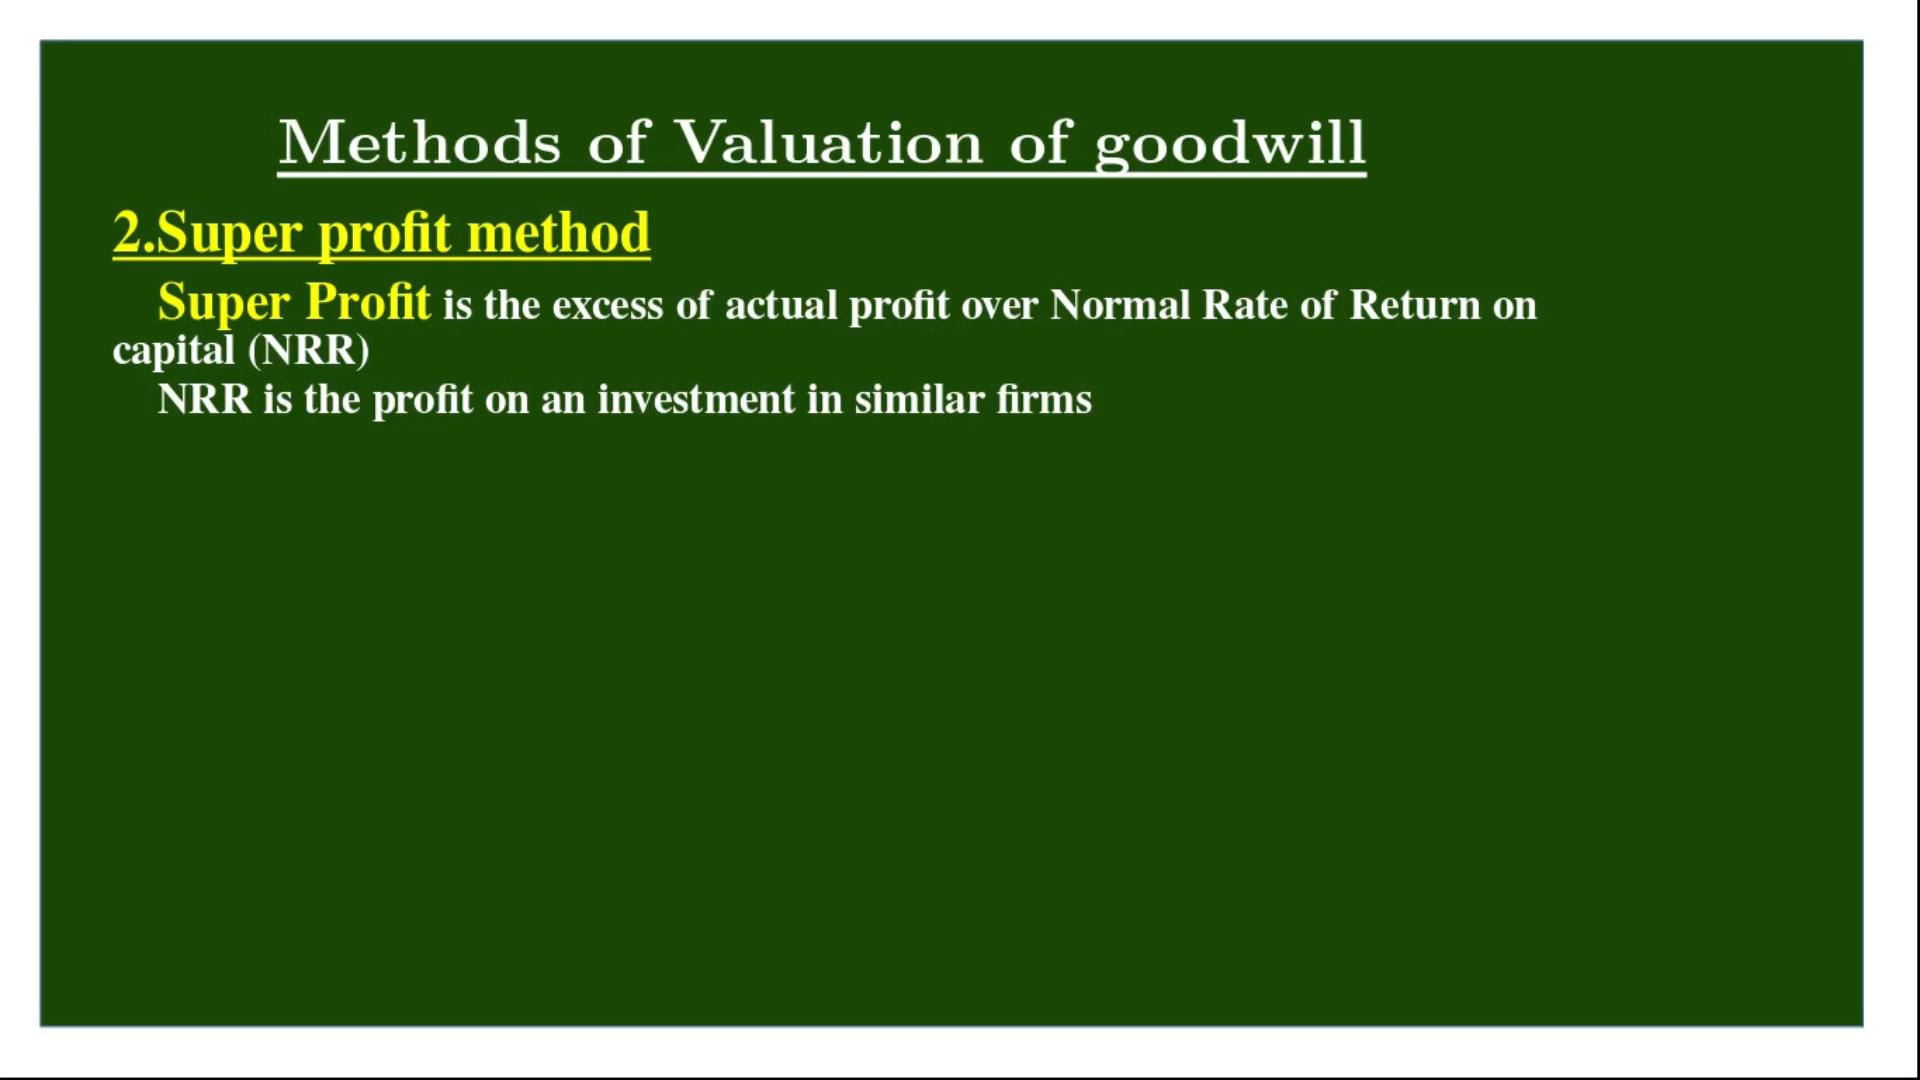 Methods of Valuation of goodwill
2.Super profit method
Super Profit is the excess of actual profit over Normal Rate of Return on
capital (NRR)
NRR is the profit on an investment in similar firms